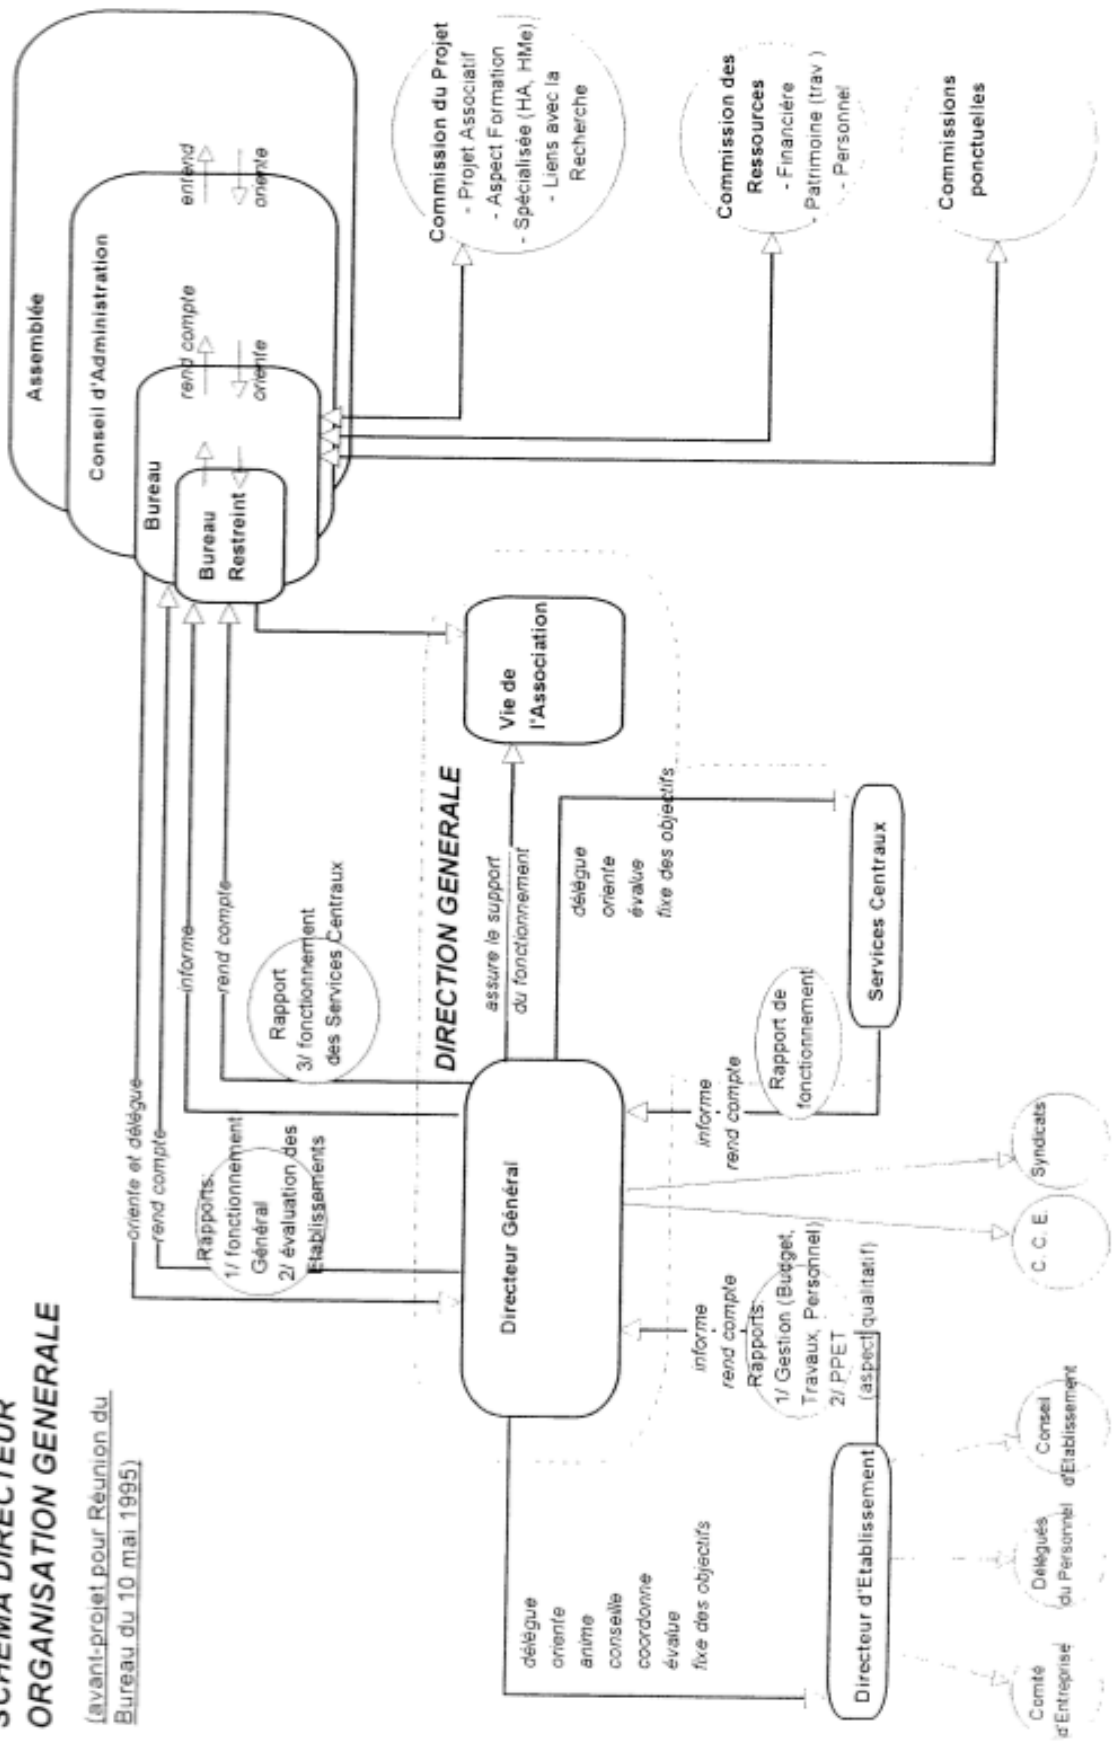 SCHEMA DIRECTEUR
ORGANISATION GENERALE
(avant-projet pour Réunion du
Bureau du 10 mai 1995)
Assemblée
Conseil d'Administration
Bureau
Bureau
Restreint
entend
oriente
rend compte
oriente
oriente et délègue
rend compte
informe
rend compte
Rapports:
1/ fonctionnement
Général
2/ évaluation des
Etablissements
Rapport
3/ fonctionnement
des Services Centraux
Commission du Projet
- Projet Associatif
- Aspect Formation
- Spécialisée (HA, HMe)
- Liens avec la
Recherche
Commission des
Ressources
- Financière
- Patrimoine (trav )
- Personnel
Commissions
ponctuelles
DIRECTION GENERALE
Directeur Général
assure le support
du fonctionnement
Vie de
l'Association
délègue
oriente
évalue
fixe des objectifs
Services Centraux
informe
rend compte
Rapport de
fonctionnement
délègue
oriente
anime
conseille
coordonne
évalue
fixe des objectifs
informe
rend compte
Rapports:
1/ Gestion (Budget,
Travaux, Personnel)
2/ PPET
(aspect qualitatif)
Directeur d'Etablissement
Comité
d'Entreprise
Délégués
du Personnel
Conseil
d'Etablissement
C. C. E.
Syndicats